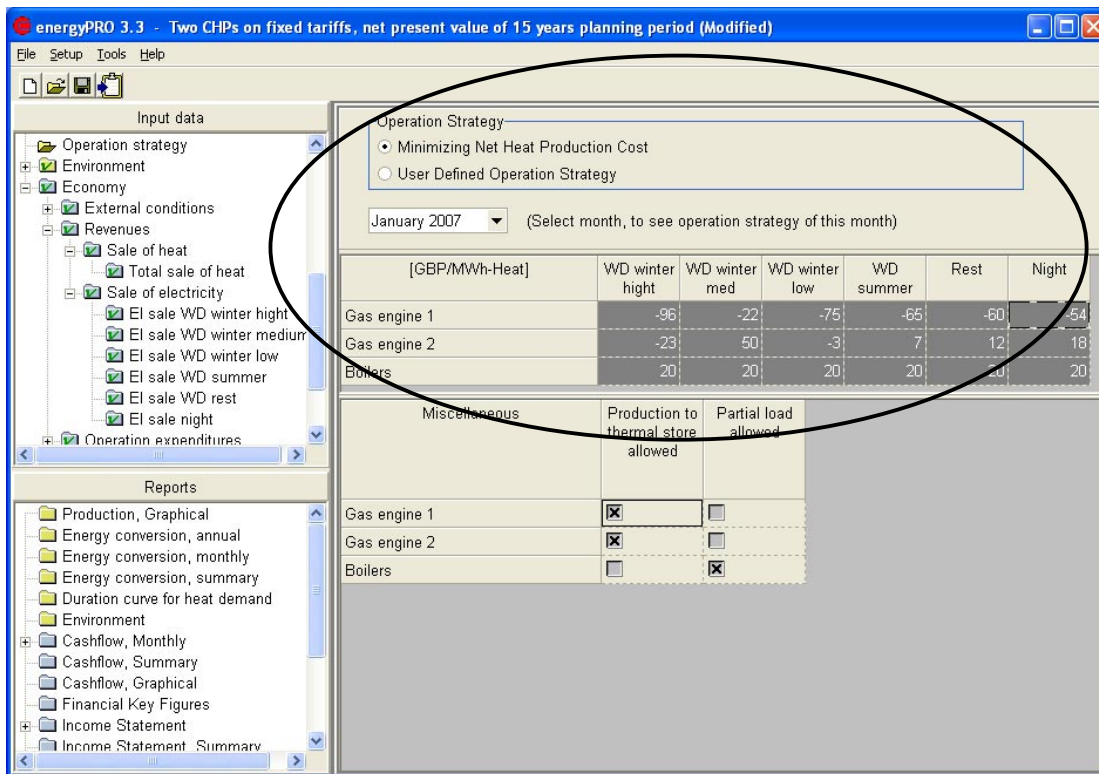 energyPRO 3.3 - Two CHPs on fixed tariffs, net present value of 15 years planning period (Modified)
File Setup Tools Help
Input data
Operation strategy
Environment
Economy
External conditions
Revenues
Sale of heat
Total sale of heat
Sale of electricity
El sale WD winter hight
El sale WD winter medium
El sale WD winter low
El sale WD summer
El sale WD rest
El sale night
Operation expenditures
Reports
Production, Graphical
Energy conversion, annual
Energy conversion, monthly
Energy conversion, summary
Duration curve for heat demand
Environment
Cashflow, Monthly
Cashflow, Summary
Cashflow, Graphical
Financial Key Figures
Income Statement
Income Statement, Summary
Operation Strategy
Minimizing Net Heat Production Cost
User Defined Operation Strategy
January 2007 (Select month, to see operation strategy of this month)
[GBP/MWh-Heat] WD winter hight WD winter med WD winter low WD summer Rest Night
Gas engine 1 -96 -22 -75 -65 -60 -54
Gas engine 2 -23 50 -3 7 12 18
Boilers 20 20 20 20 20 20
Miscellaneous Production to thermal store allowed Partial load allowed
Gas engine 1
Gas engine 2
Boilers